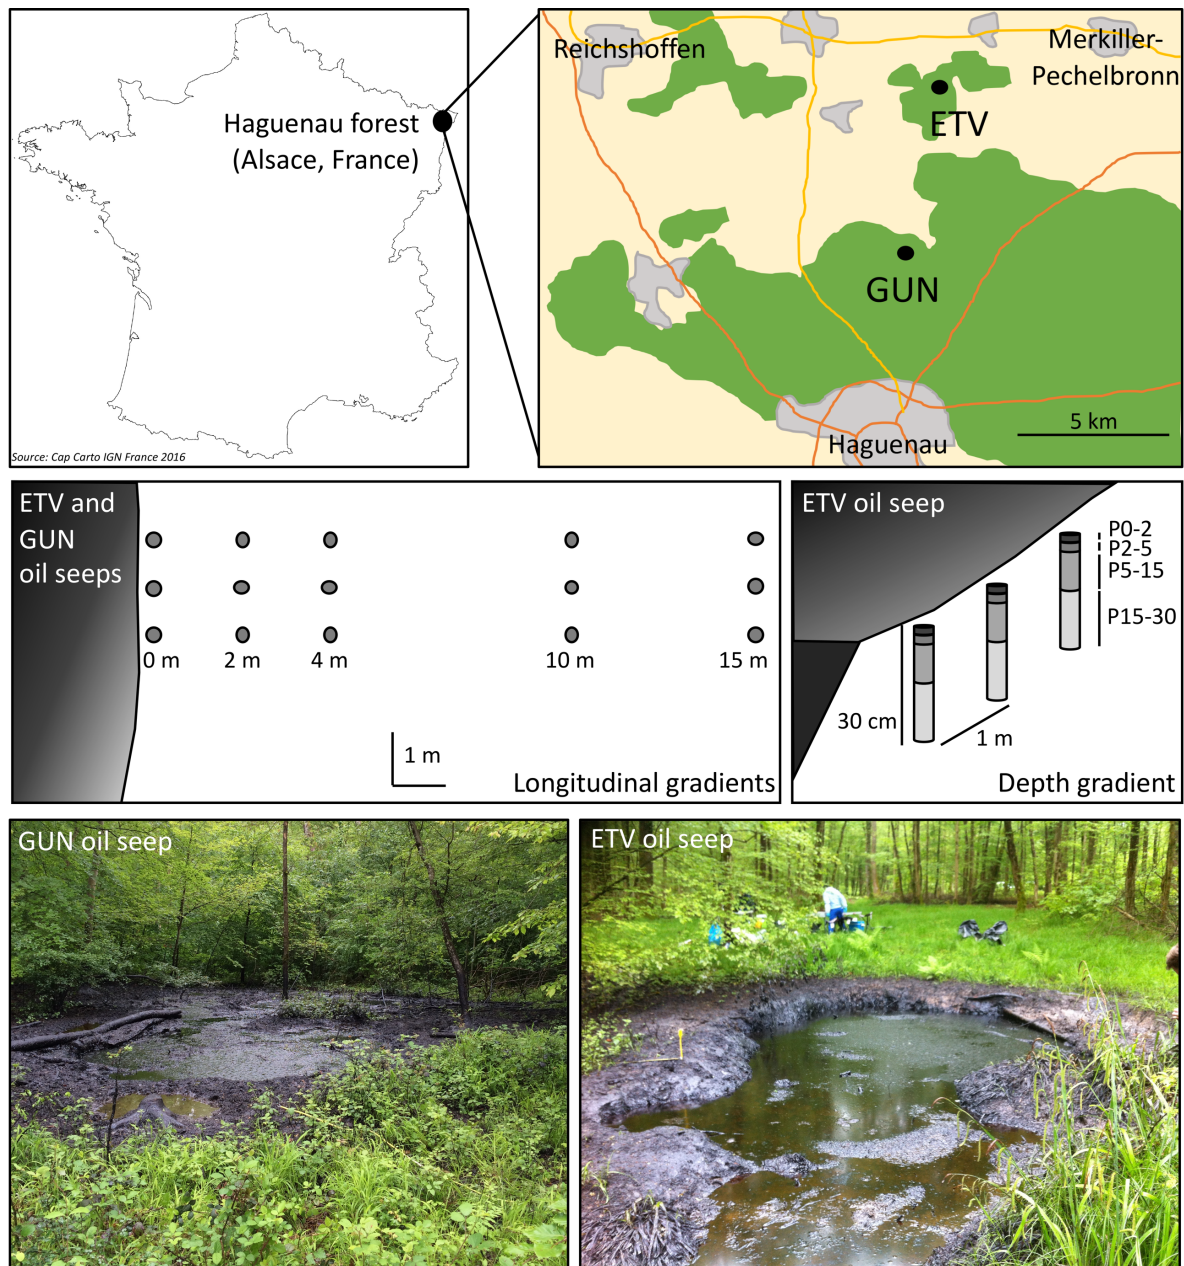 Haguenau forest
(Alsace, France)
Source: Cap Carto IGN France 2016
Reichshoffen
Merkiller-
Pechelbronn
ETV
GUN
Haguenau
5 km
ETV and
GUN
oil seeps
0 m
2 m
4 m
10 m
15 m
1 m
Longitudinal gradients
ETV oil seep
P0-2
P2-5
P5-15
P15-30
30 cm
1 m
Depth gradient
GUN oil seep
ETV oil seep